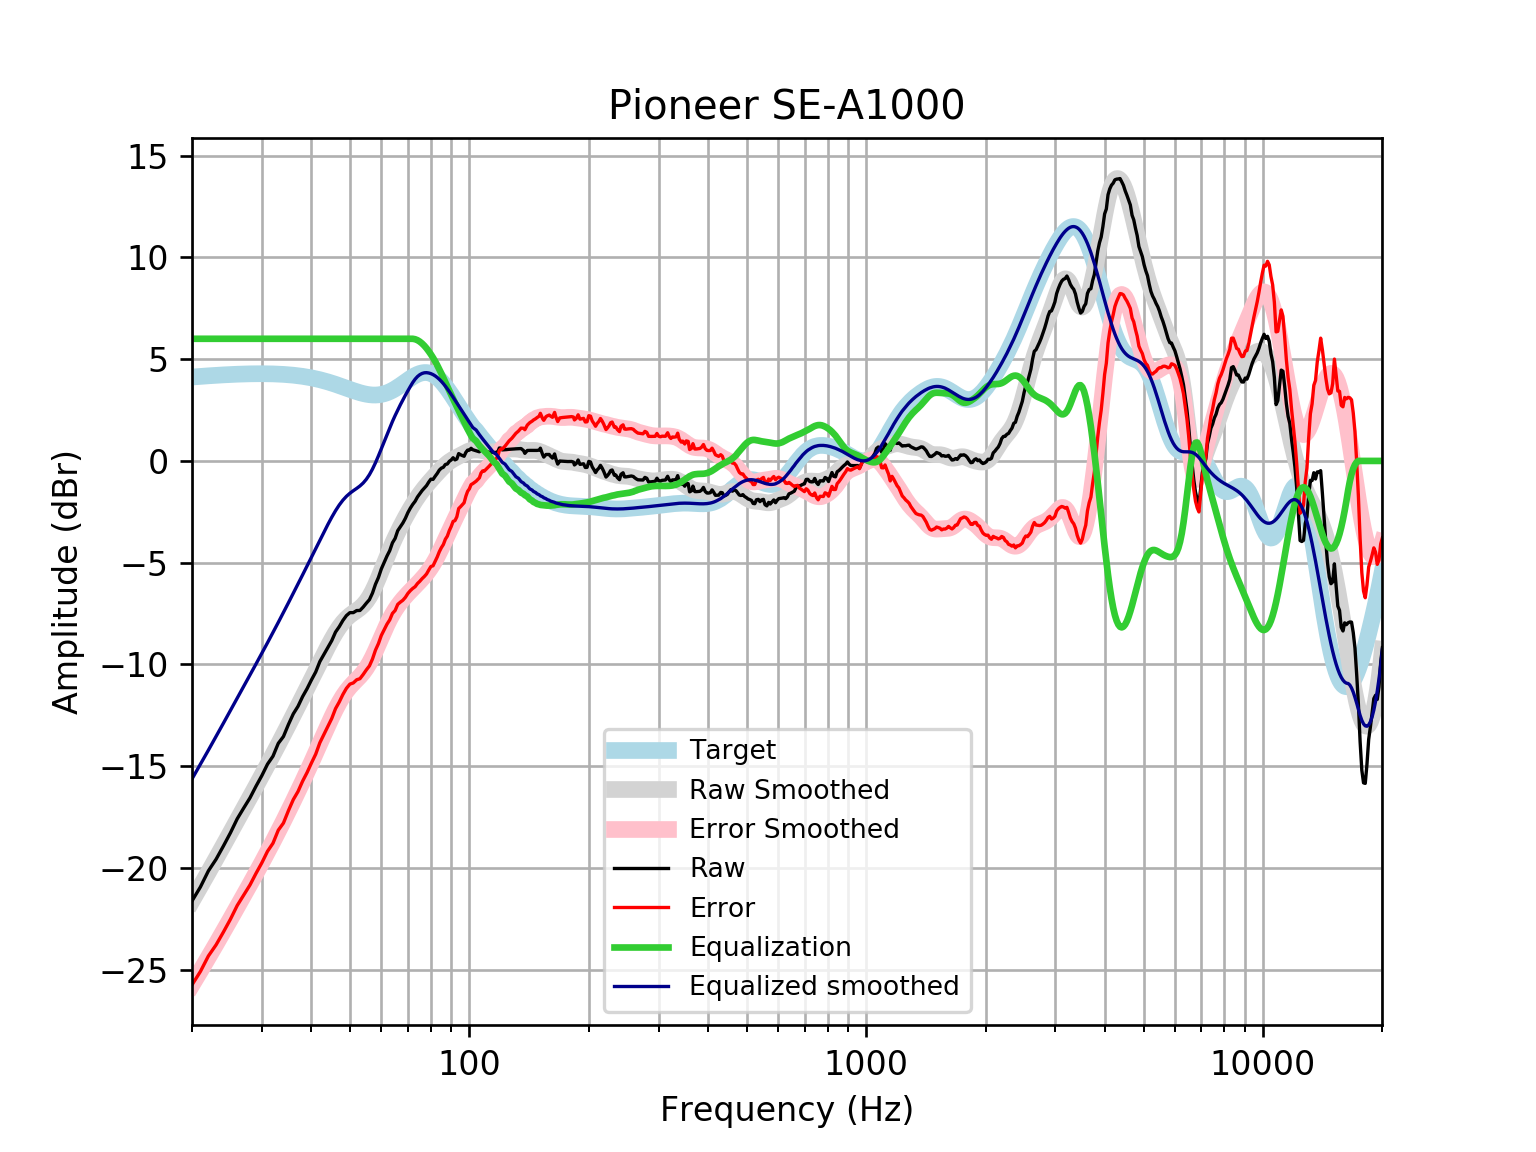 Pioneer SE-A1000
Amplitude (dBr)
15
10
5
0
−5
−10
−15
−20
−25
Target
Raw Smoothed
Error Smoothed
Raw
Error
Equalization
Equalized smoothed
100 1000 10000
Frequency (Hz)